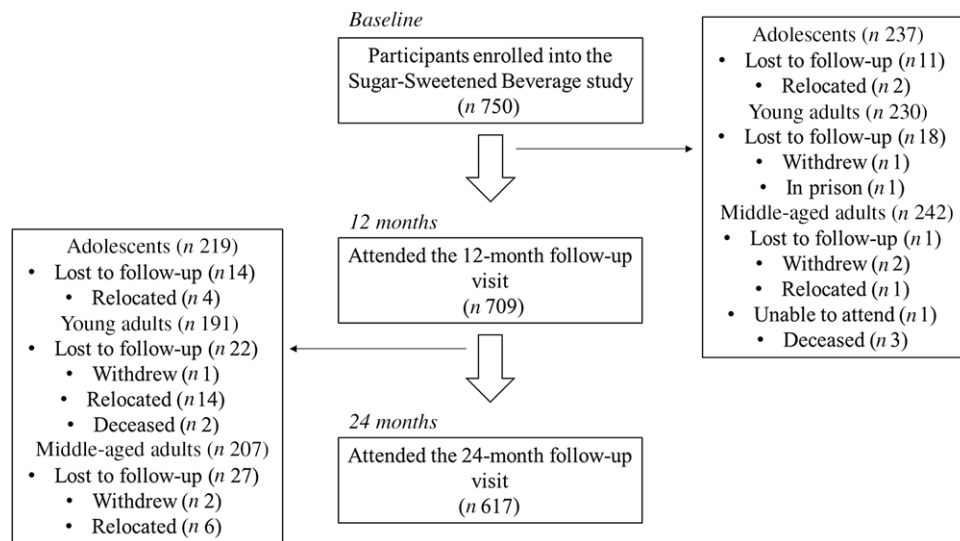 Baseline
Participants enrolled into the
Sugar-Sweetened Beverage study
(n 750)
Adolescents (n 237)
• Lost to follow-up (n 11)
• Relocated (n 2)
Young adults (n 230)
• Lost to follow-up (n 18)
• Withdrew (n 1)
• In prison (n 1)
Middle-aged adults (n 242)
• Lost to follow-up (n 1)
• Withdrew (n 2)
• Relocated (n 1)
• Unable to attend (n 1)
• Deceased (n 3)
12 months
Attended the 12-month follow-up
visit
(n 709)
Adolescents (n 219)
• Lost to follow-up (n 14)
• Relocated (n 4)
Young adults (n 191)
• Lost to follow-up (n 22)
• Withdrew (n 1)
• Relocated (n 14)
• Deceased (n 2)
Middle-aged adults (n 207)
• Lost to follow-up (n 27)
• Withdrew (n 2)
• Relocated (n 6)
24 months
Attended the 24-month follow-up
visit
(n 617)